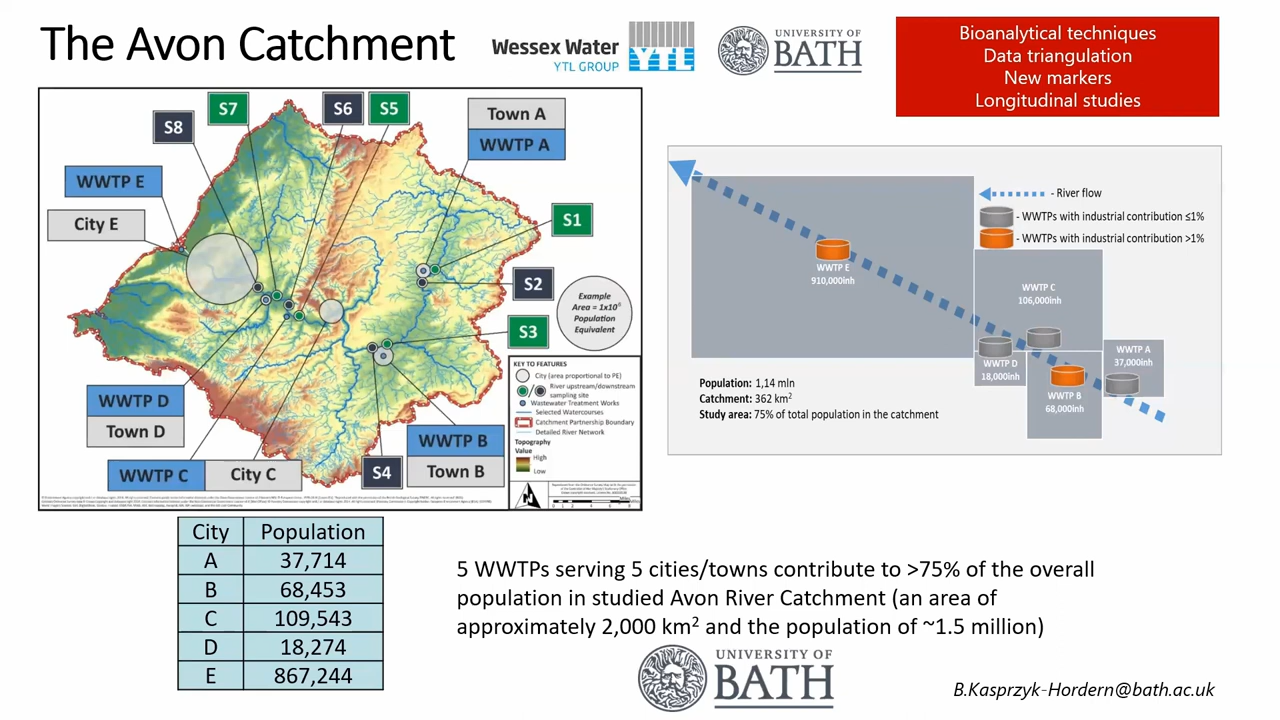 The Avon Catchment
Wessex Water
YTL GROUP
YTL
UNIVERSITY OF
BATH
Bioanalytical techniques
Data triangulation
New markers
Longitudinal studies
S8
S7
S6
S5
Town A
WWTP A
WWTP E
City E
S1
S2
S3
Example
Area = 1x10⁶
Population
Equivalent
WWTP D
Town D
WWTP C
City C
S4
WWTP B
Town B
KEY TO FEATURES
City (area proportional to PE)
River upstream/downstream
sampling site
Wastewater Treatment Works
Selected Watercourses
Catchment Partnership Boundary
Detailed River Network
Topography
Value
High
Low
N
- River flow
- WWTPs with industrial contribution ≤1%
- WWTPs with industrial contribution >1%
WWTP E
910,000inh
WWTP C
106,000inh
WWTP D
18,000inh
WWTP B
68,000inh
WWTP A
37,000inh
Population: 1,14 mln
Catchment: 362 km²
Study area: 75% of total population in the catchment
City Population
A 37,714
B 68,453
C 109,543
D 18,274
E 867,244
5 WWTPs serving 5 cities/towns contribute to >75% of the overall
population in studied Avon River Catchment (an area of
approximately 2,000 km² and the population of ~1.5 million)
UNIVERSITY OF
BATH
B.Kasprzyk-Hordern@bath.ac.uk